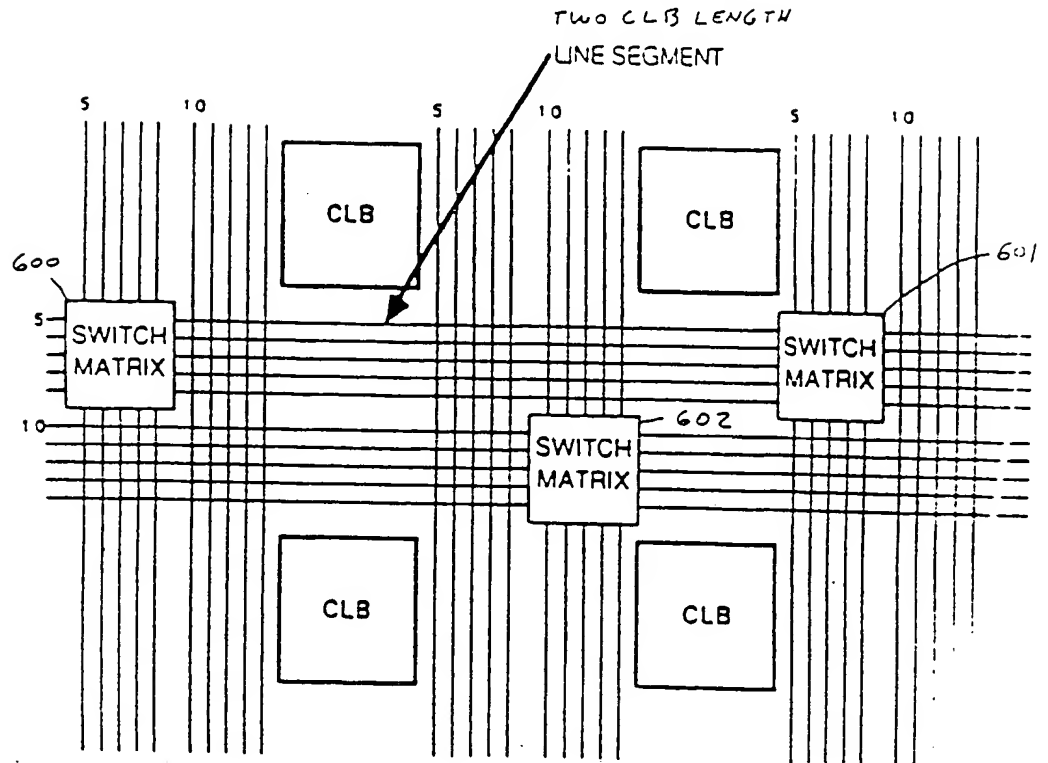 TWO CLB LENGTH
LINE SEGMENT
5 10 5 10 5 10
CLB CLB
600 601
5
SWITCH
MATRIX
SWITCH
MATRIX
10
602
SWITCH
MATRIX
CLB CLB